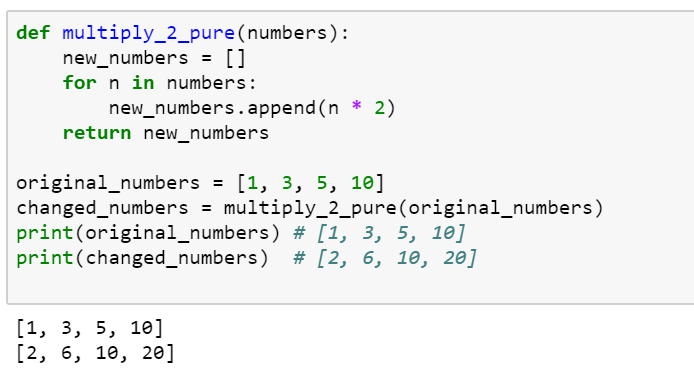 def multiply_2_pure(numbers):
    new_numbers = []
    for n in numbers:
        new_numbers.append(n * 2)
    return new_numbers

original_numbers = [1, 3, 5, 10]
changed_numbers = multiply_2_pure(original_numbers)
print(original_numbers) # [1, 3, 5, 10]
print(changed_numbers)  # [2, 6, 10, 20]

[1, 3, 5, 10]
[2, 6, 10, 20]